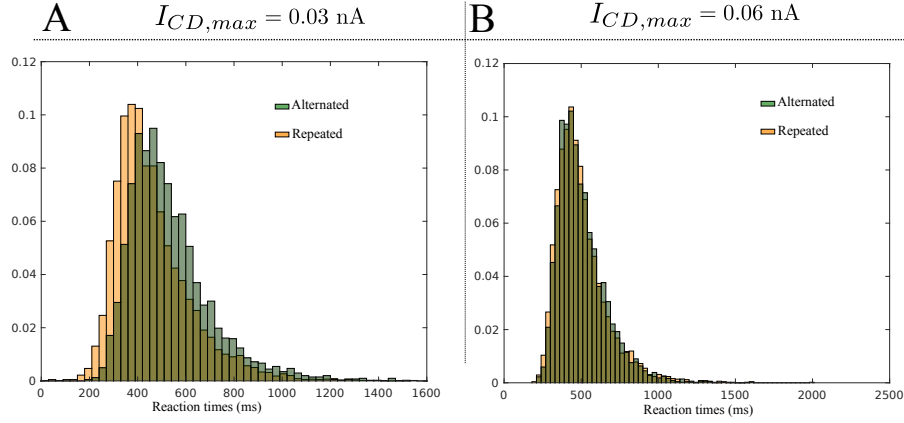 A
I_{CD,max} = 0.03 nA
B
I_{CD,max} = 0.06 nA
0.12
0.1
0.08
0.06
0.04
0.02
0
Alternated
Repeated
0 200 400 600 800 1000 1200 1400 1600
Reaction times (ms)
0.12
0.1
0.08
0.06
0.04
0.02
0
Alternated
Repeated
0 500 1000 1500 2000 2500
Reaction times (ms)